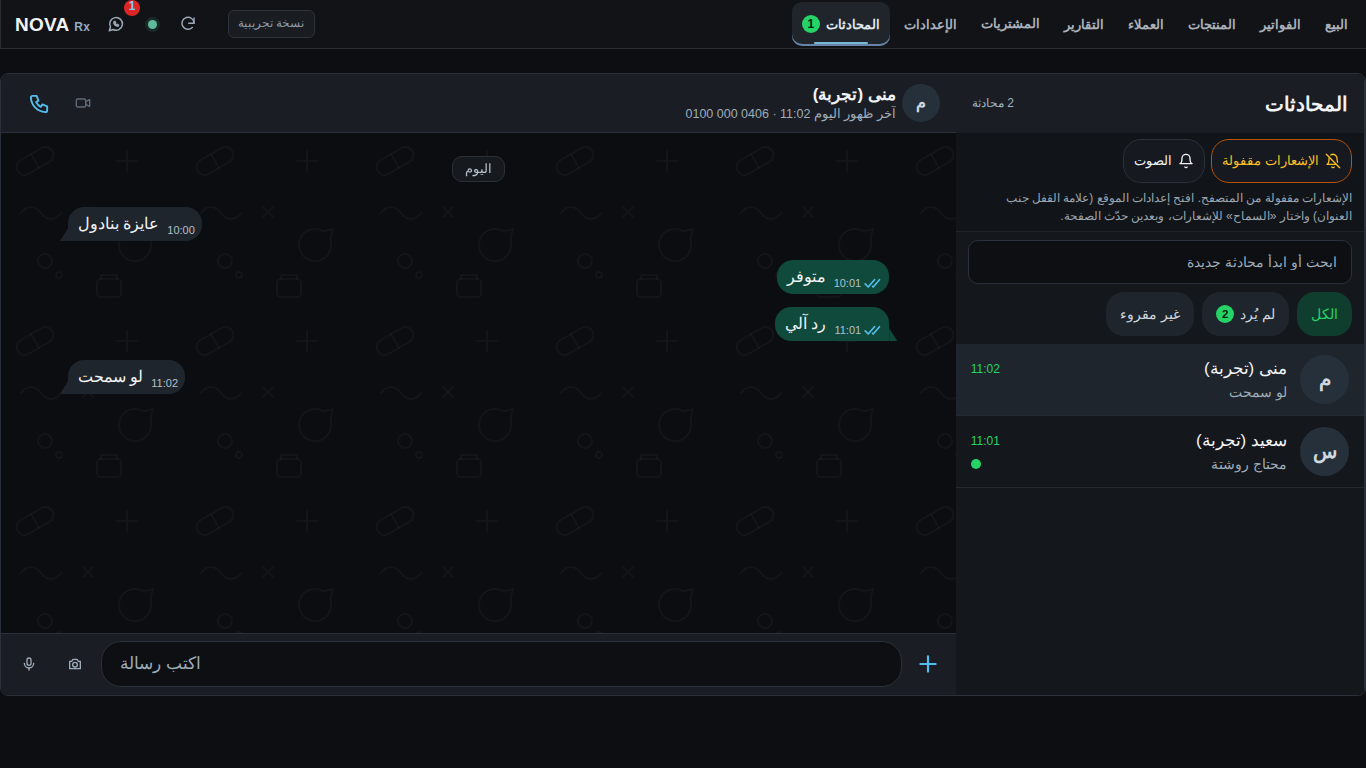 البيع
الفواتير
المنتجات
العملاء
التقارير
المشتريات
الإعدادات
المحادثات 1
نسخة تجريبية
1
NOVA Rx
المحادثات
2 محادثة
الإشعارات مقفولة
الصوت
الإشعارات مقفولة من المتصفح. افتح إعدادات الموقع (علامة القفل جنب
العنوان) واختار «السماح» للإشعارات، وبعدين حدّث الصفحة.
ابحث أو ابدأ محادثة جديدة
الكل
لم يُرد 2
غير مقروء
م
منى (تجربة)
11:02
لو سمحت
س
سعيد (تجربة)
11:01
محتاج روشتة
م
منى (تجربة)
آخر ظهور اليوم 11:02 · 0100 000 0406
اليوم
عايزة بنادول 10:00
متوفر 10:01
رد آلي 11:01
لو سمحت 11:02
اكتب رسالة